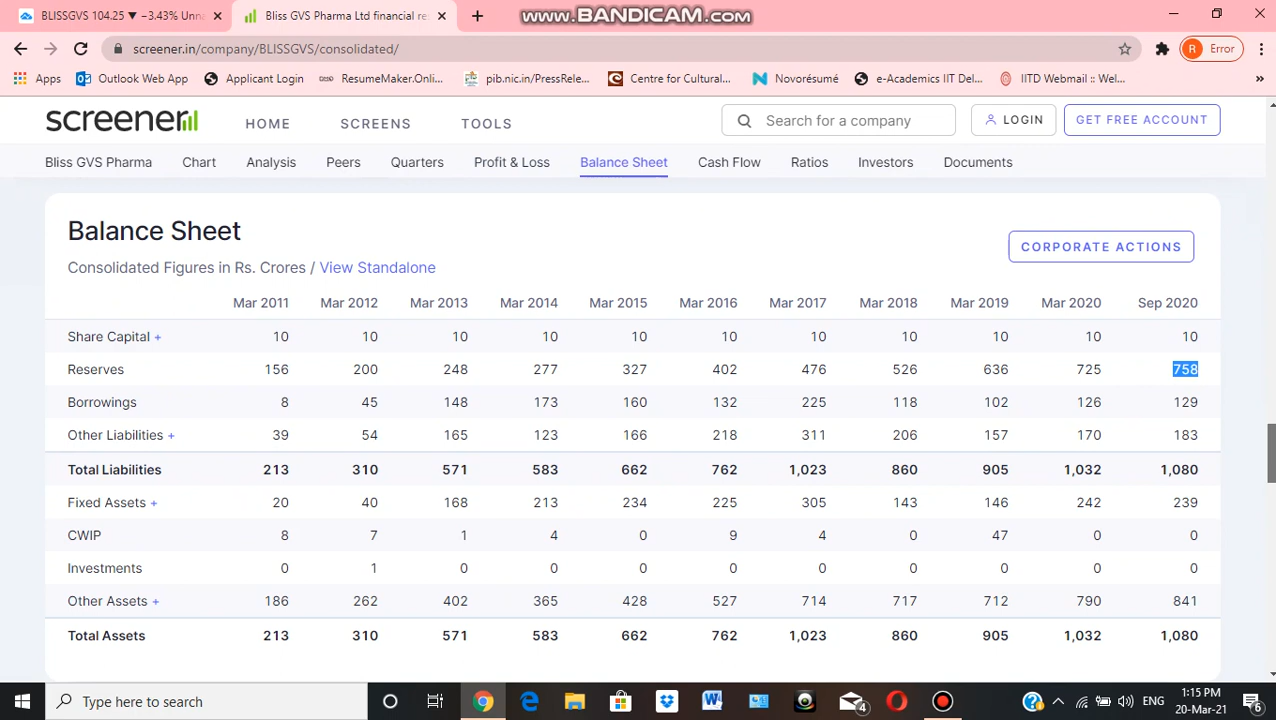 BLISSGVS 104.25 ▼ −3.43% Unna
Bliss GVS Pharma Ltd financial re
www.BANDICAM.com
screener.in/company/BLISSGVS/consolidated/
R Error
Apps Outlook Web App Applicant Login ResumeMaker.Onli... pib.nic.in/PressRele... Centre for Cultural... Novorésumé e-Academics IIT Del... IITD Webmail :: Wel... »
screener HOME SCREENS TOOLS Search for a company LOGIN GET FREE ACCOUNT
Bliss GVS Pharma Chart Analysis Peers Quarters Profit & Loss Balance Sheet Cash Flow Ratios Investors Documents
Balance Sheet
CORPORATE ACTIONS
Consolidated Figures in Rs. Crores / View Standalone
Mar 2011 Mar 2012 Mar 2013 Mar 2014 Mar 2015 Mar 2016 Mar 2017 Mar 2018 Mar 2019 Mar 2020 Sep 2020
Share Capital + 10 10 10 10 10 10 10 10 10 10 10
Reserves 156 200 248 277 327 402 476 526 636 725 758
Borrowings 8 45 148 173 160 132 225 118 102 126 129
Other Liabilities + 39 54 165 123 166 218 311 206 157 170 183
Total Liabilities 213 310 571 583 662 762 1,023 860 905 1,032 1,080
Fixed Assets + 20 40 168 213 234 225 305 143 146 242 239
CWIP 8 7 1 4 0 9 4 0 47 0 0
Investments 0 1 0 0 0 0 0 0 0 0 0
Other Assets + 186 262 402 365 428 527 714 717 712 790 841
Total Assets 213 310 571 583 662 762 1,023 860 905 1,032 1,080
Type here to search
4
ENG
1:15 PM
20-Mar-21
6